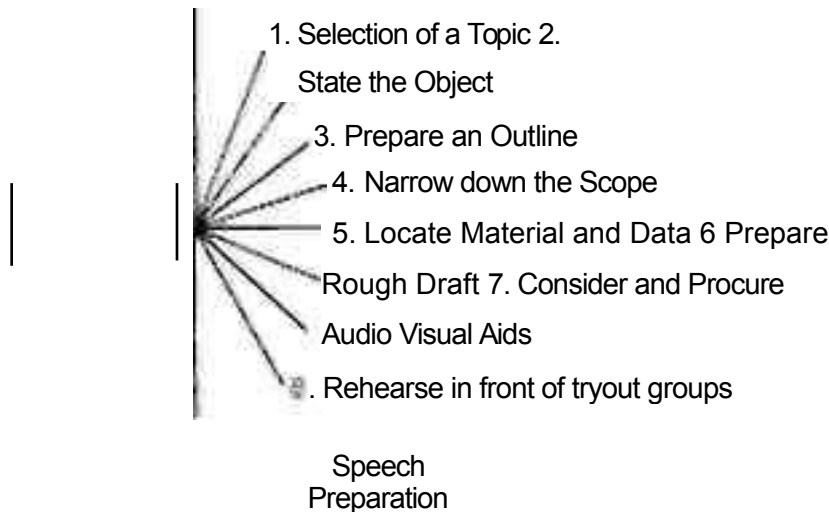 1. Selection of a Topic 2.
State the Object
3. Prepare an Outline
4. Narrow down the Scope
5. Locate Material and Data 6 Prepare
Rough Draft 7. Consider and Procure
Audio Visual Aids
. Rehearse in front of tryout groups
Speech
Preparation